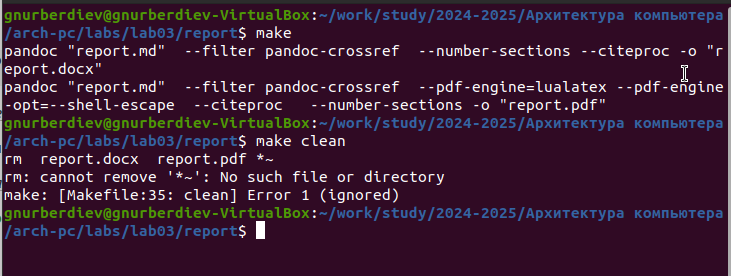 gnurberdiev@gnurberdiev-VirtualBox:~/work/study/2024-2025/Архитектура компьютера
/arch-pc/labs/lab03/report$ make
pandoc "report.md"  --filter pandoc-crossref  --number-sections --citeproc -o "r
eport.docx"
pandoc "report.md"  --filter pandoc-crossref  --pdf-engine=lualatex --pdf-engine
-opt=--shell-escape  --citeproc   --number-sections -o "report.pdf"
gnurberdiev@gnurberdiev-VirtualBox:~/work/study/2024-2025/Архитектура компьютера
/arch-pc/labs/lab03/report$ make clean
rm  report.docx  report.pdf *~
rm: cannot remove '*~': No such file or directory
make: [Makefile:35: clean] Error 1 (ignored)
gnurberdiev@gnurberdiev-VirtualBox:~/work/study/2024-2025/Архитектура компьютера
/arch-pc/labs/lab03/report$